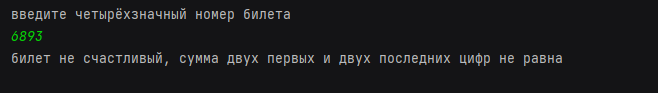 введите четырёхзначный номер билета
6893
билет не счастливый, сумма двух первых и двух последних цифр не равна